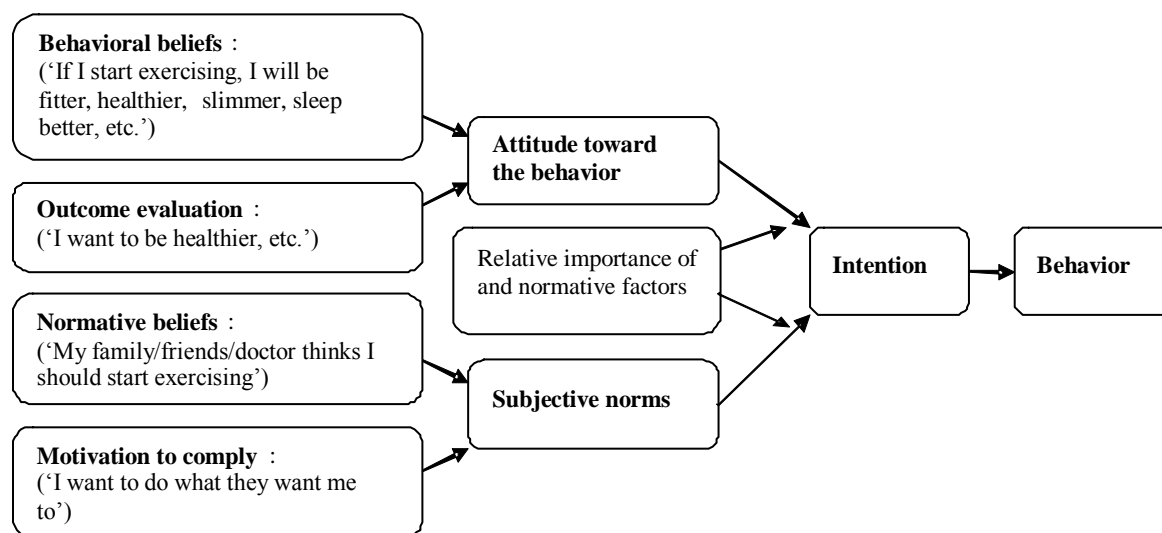 Behavioral beliefs：
(‘If I start exercising, I will be
fitter, healthier, slimmer, sleep
better, etc.’)
Outcome evaluation：
(‘I want to be healthier, etc.’)
Normative beliefs：
(‘My family/friends/doctor thinks I
should start exercising’)
Motivation to comply：
(‘I want to do what they want me
to’)
Attitude toward
the behavior
Relative importance of
and normative factors
Subjective norms
Intention
Behavior